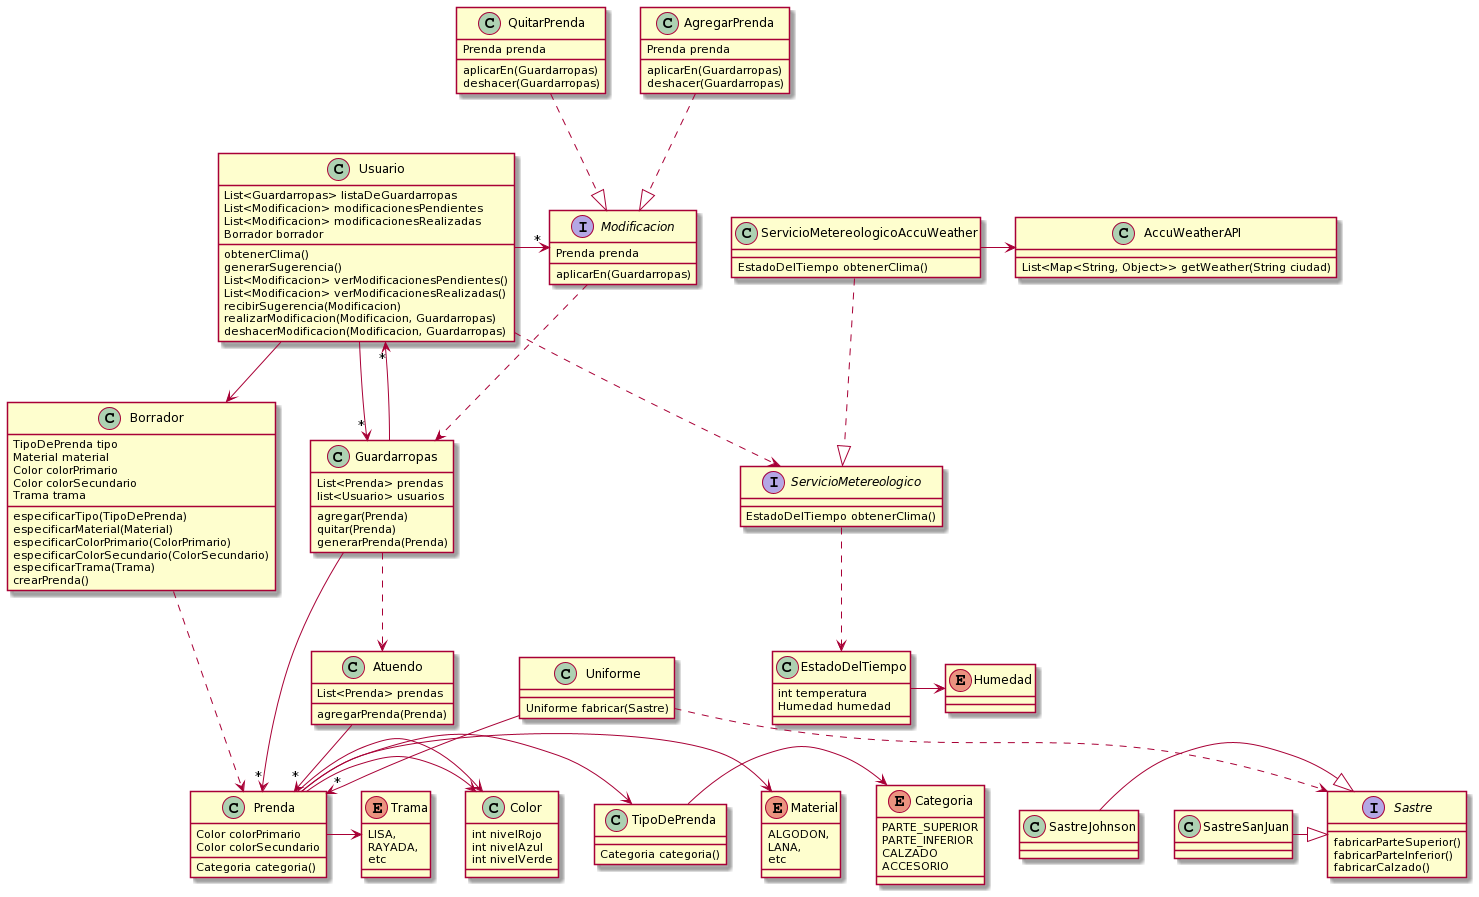 C QuitarPrenda
Prenda prenda
aplicarEn(Guardarropas)
deshacer(Guardarropas)
C AgregarPrenda
Prenda prenda
aplicarEn(Guardarropas)
deshacer(Guardarropas)
C Usuario
List<Guardarropas> listaDeGuardarropas
List<Modificacion> modificacionesPendientes
List<Modificacion> modificacionesRealizadas
Borrador borrador
obtenerClima()
generarSugerencia()
List<Modificacion> verModificacionesPendientes()
List<Modificacion> verModificacionesRealizadas()
recibirSugerencia(Modificacion)
realizarModificacion(Modificacion, Guardarropas)
deshacerModificacion(Modificacion, Guardarropas)
*
I Modificacion
Prenda prenda
aplicarEn(Guardarropas)
C ServicioMetereologicoAccuWeather
EstadoDelTiempo obtenerClima()
C AccuWeatherAPI
List<Map<String, Object>> getWeather(String ciudad)
*
*
C Borrador
TipoDePrenda tipo
Material material
Color colorPrimario
Color colorSecundario
Trama trama
especificarTipo(TipoDePrenda)
especificarMaterial(Material)
especificarColorPrimario(ColorPrimario)
especificarColorSecundario(ColorSecundario)
especificarTrama(Trama)
crearPrenda()
C Guardarropas
List<Prenda> prendas
list<Usuario> usuarios
agregar(Prenda)
quitar(Prenda)
generarPrenda(Prenda)
I ServicioMetereologico
EstadoDelTiempo obtenerClima()
C Atuendo
List<Prenda> prendas
agregarPrenda(Prenda)
C Uniforme
Uniforme fabricar(Sastre)
C EstadoDelTiempo
int temperatura
Humedad humedad
E Humedad
*
*
*
C Prenda
Color colorPrimario
Color colorSecundario
Categoria categoria()
E Trama
LISA,
RAYADA,
etc
C Color
int nivelRojo
int nivelAzul
int nivelVerde
C TipoDePrenda
Categoria categoria()
E Material
ALGODON,
LANA,
etc
E Categoria
PARTE_SUPERIOR
PARTE_INFERIOR
CALZADO
ACCESORIO
C SastreJohnson
C SastreSanJuan
I Sastre
fabricarParteSuperior()
fabricarParteInferior()
fabricarCalzado()